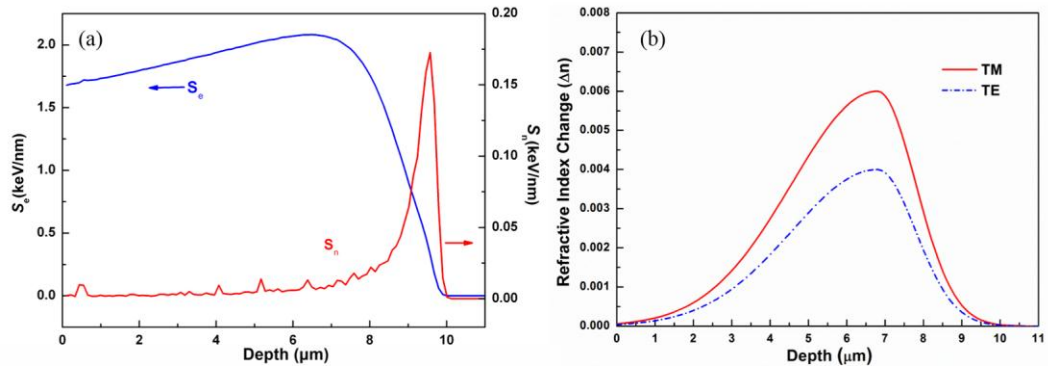 (a)
2.0
1.5
1.0
0.5
0.0
Sₑ(keV/nm)
Sₑ
Sₙ
0.20
0.15
0.10
0.05
0.00
Sₙ(keV/nm)
0 2 4 6 8 10
Depth (μm)
(b)
0.008
0.007
0.006
0.005
0.004
0.003
0.002
0.001
0.000
Refractive Index Change (Δn)
TM
TE
0 1 2 3 4 5 6 7 8 9 10 11
Depth (μm)